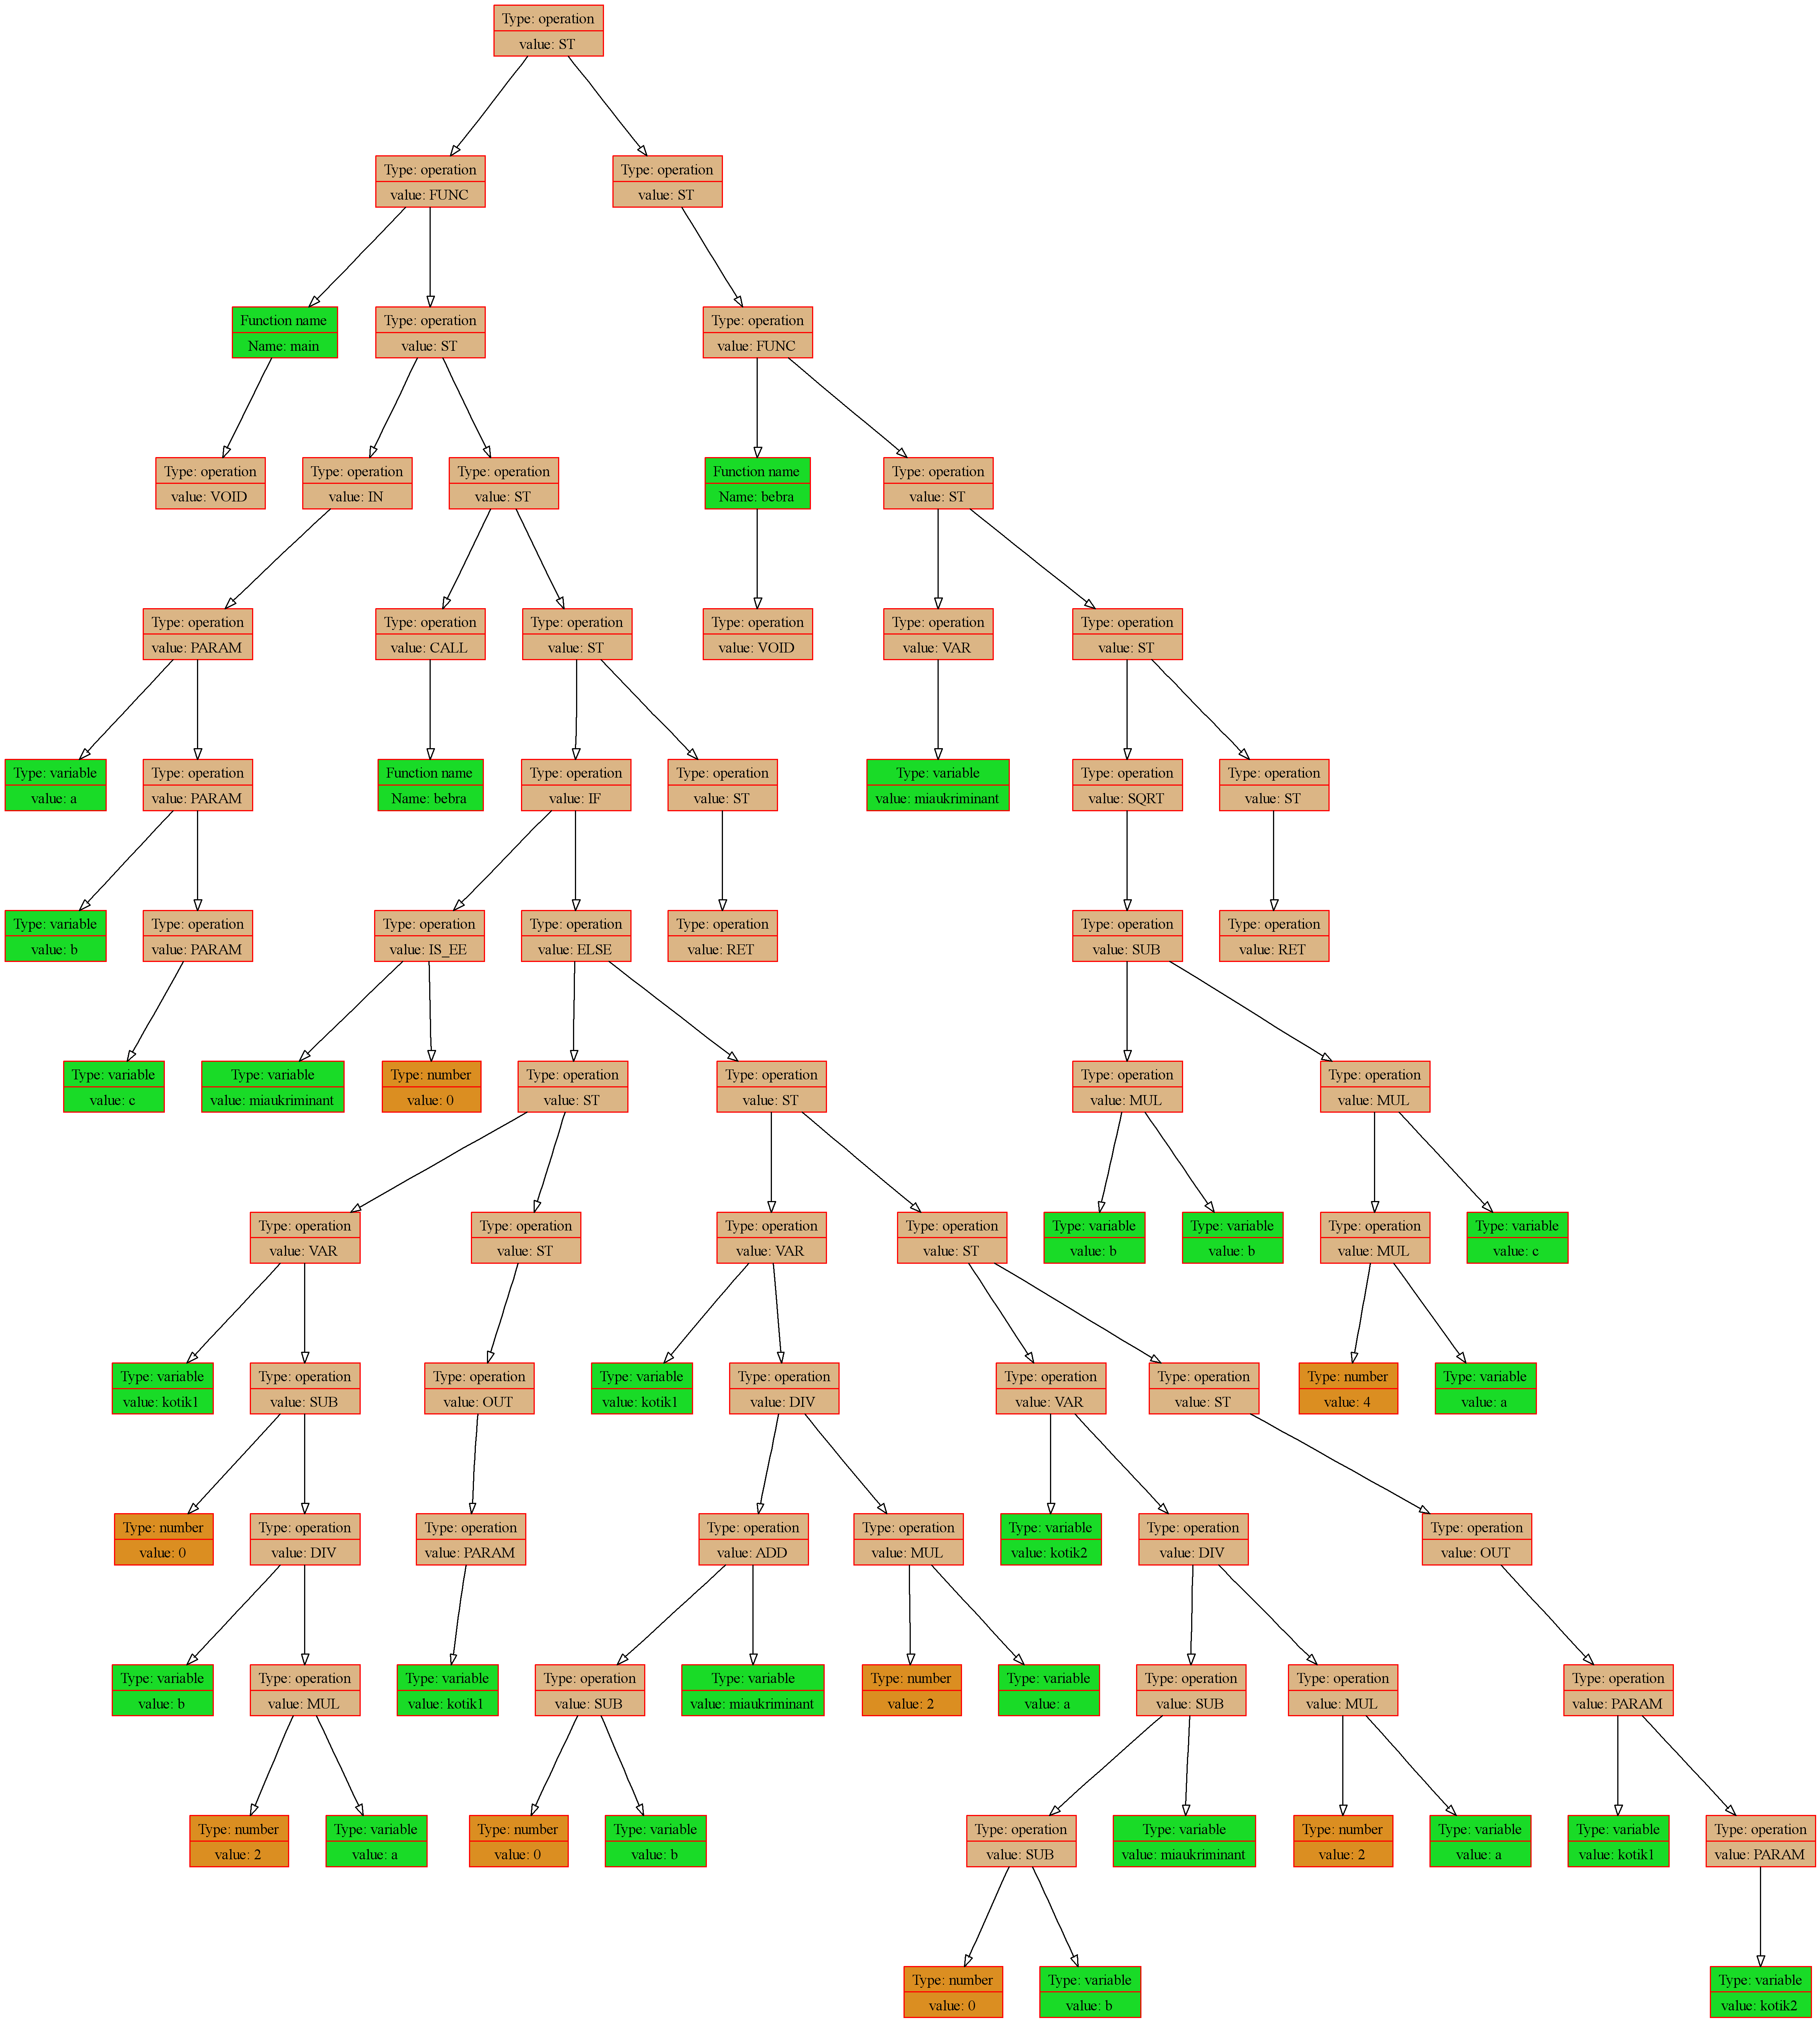 Type: operation
value: ST
Type: operation
value: FUNC
Type: operation
value: ST
Function name
Name: main
Type: operation
value: ST
Type: operation
value: FUNC
Type: operation
value: VOID
Type: operation
value: IN
Type: operation
value: ST
Function name
Name: bebra
Type: operation
value: ST
Type: operation
value: PARAM
Type: operation
value: CALL
Type: operation
value: ST
Type: operation
value: VOID
Type: operation
value: VAR
Type: operation
value: ST
Type: variable
value: a
Type: operation
value: PARAM
Function name
Name: bebra
Type: operation
value: IF
Type: operation
value: ST
Type: variable
value: miaukriminant
Type: operation
value: SQRT
Type: operation
value: ST
Type: variable
value: b
Type: operation
value: PARAM
Type: operation
value: IS_EE
Type: operation
value: ELSE
Type: operation
value: RET
Type: operation
value: SUB
Type: operation
value: RET
Type: variable
value: c
Type: variable
value: miaukriminant
Type: number
value: 0
Type: operation
value: ST
Type: operation
value: ST
Type: operation
value: MUL
Type: operation
value: MUL
Type: operation
value: VAR
Type: operation
value: ST
Type: operation
value: VAR
Type: operation
value: ST
Type: variable
value: b
Type: variable
value: b
Type: operation
value: MUL
Type: variable
value: c
Type: variable
value: kotik1
Type: operation
value: SUB
Type: operation
value: OUT
Type: variable
value: kotik1
Type: operation
value: DIV
Type: operation
value: VAR
Type: operation
value: ST
Type: number
value: 4
Type: variable
value: a
Type: number
value: 0
Type: operation
value: DIV
Type: operation
value: PARAM
Type: operation
value: ADD
Type: operation
value: MUL
Type: variable
value: kotik2
Type: operation
value: DIV
Type: operation
value: OUT
Type: variable
value: b
Type: operation
value: MUL
Type: variable
value: kotik1
Type: operation
value: SUB
Type: variable
value: miaukriminant
Type: number
value: 2
Type: variable
value: a
Type: operation
value: SUB
Type: operation
value: MUL
Type: operation
value: PARAM
Type: number
value: 2
Type: variable
value: a
Type: number
value: 0
Type: variable
value: b
Type: operation
value: SUB
Type: variable
value: miaukriminant
Type: number
value: 2
Type: variable
value: a
Type: variable
value: kotik1
Type: operation
value: PARAM
Type: number
value: 0
Type: variable
value: b
Type: variable
value: kotik2